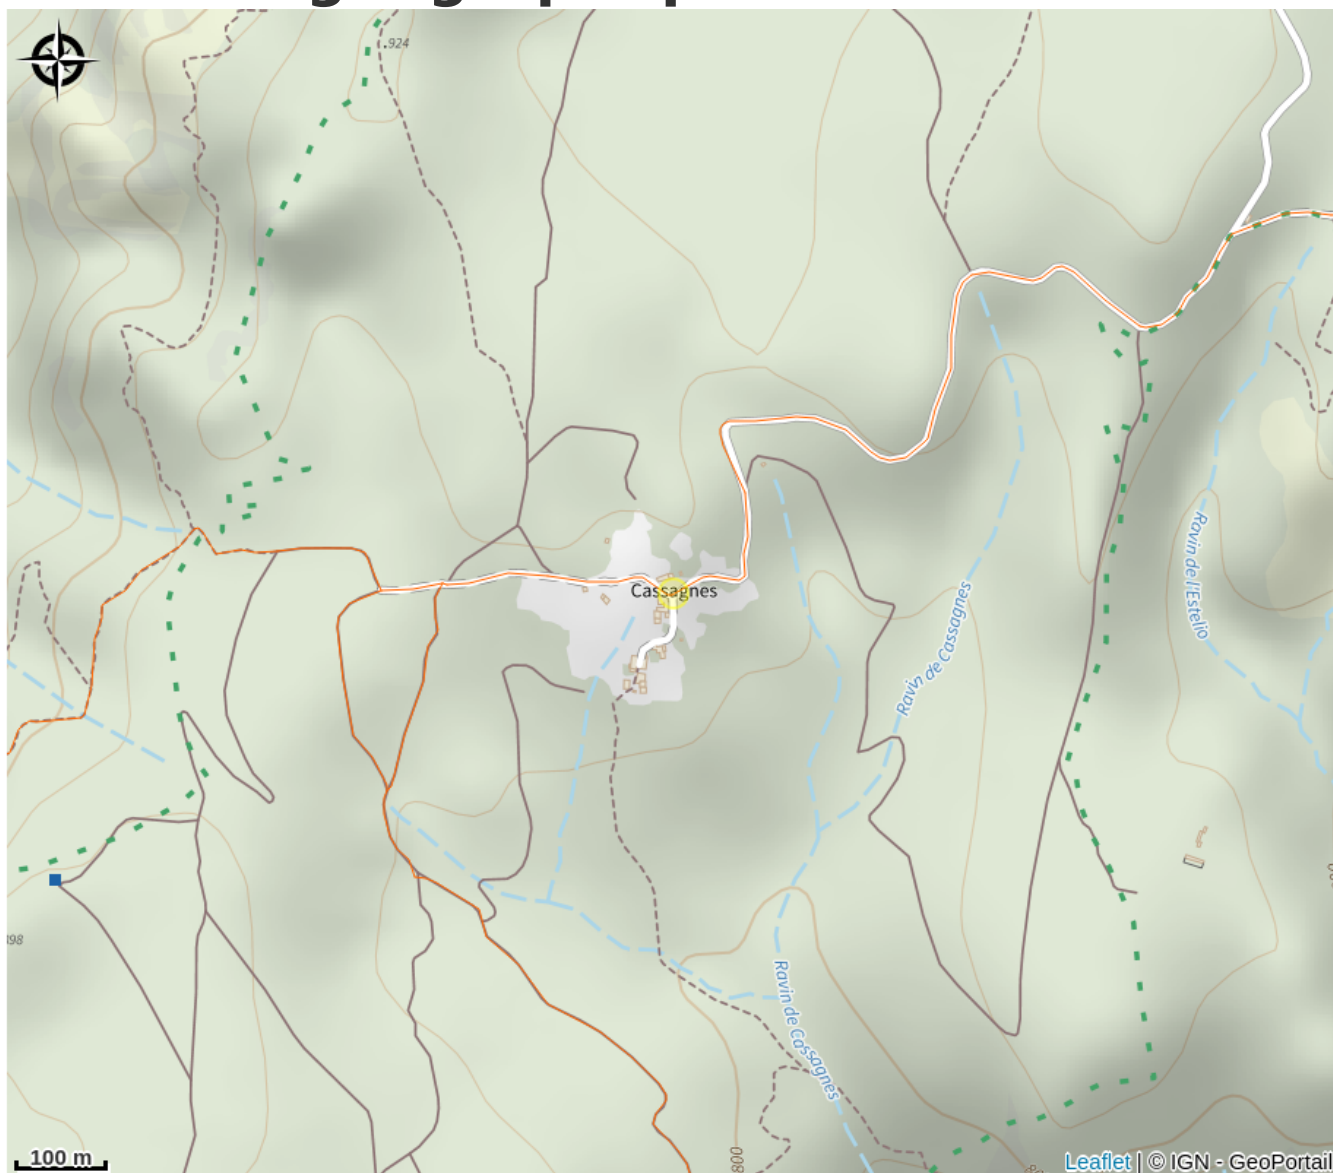 .924
Cassagnes
Ravin de l'Estelio
Ravin de Cassagnes
898
Ravin de Cassagnes
800
100 m
Leaflet | © IGN - GeoPortail